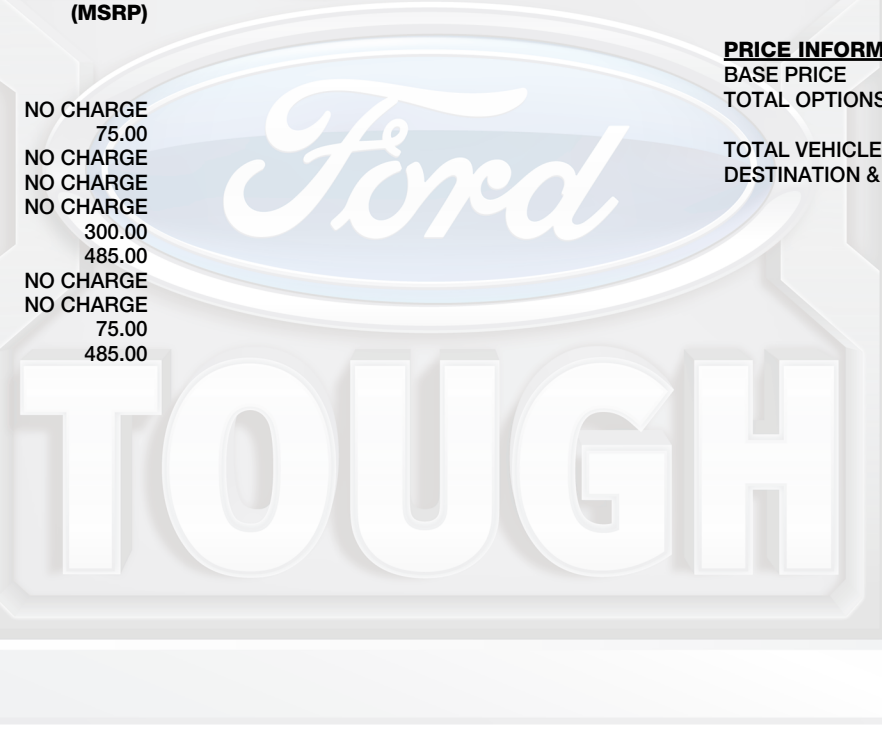 (MSRP)
NO CHARGE
75.00
NO CHARGE
NO CHARGE
NO CHARGE
300.00
485.00
NO CHARGE
NO CHARGE
75.00
485.00
PRICE INFORM
BASE PRICE
TOTAL OPTIONS
TOTAL VEHICLE
DESTINATION &
Ford
TOUGH